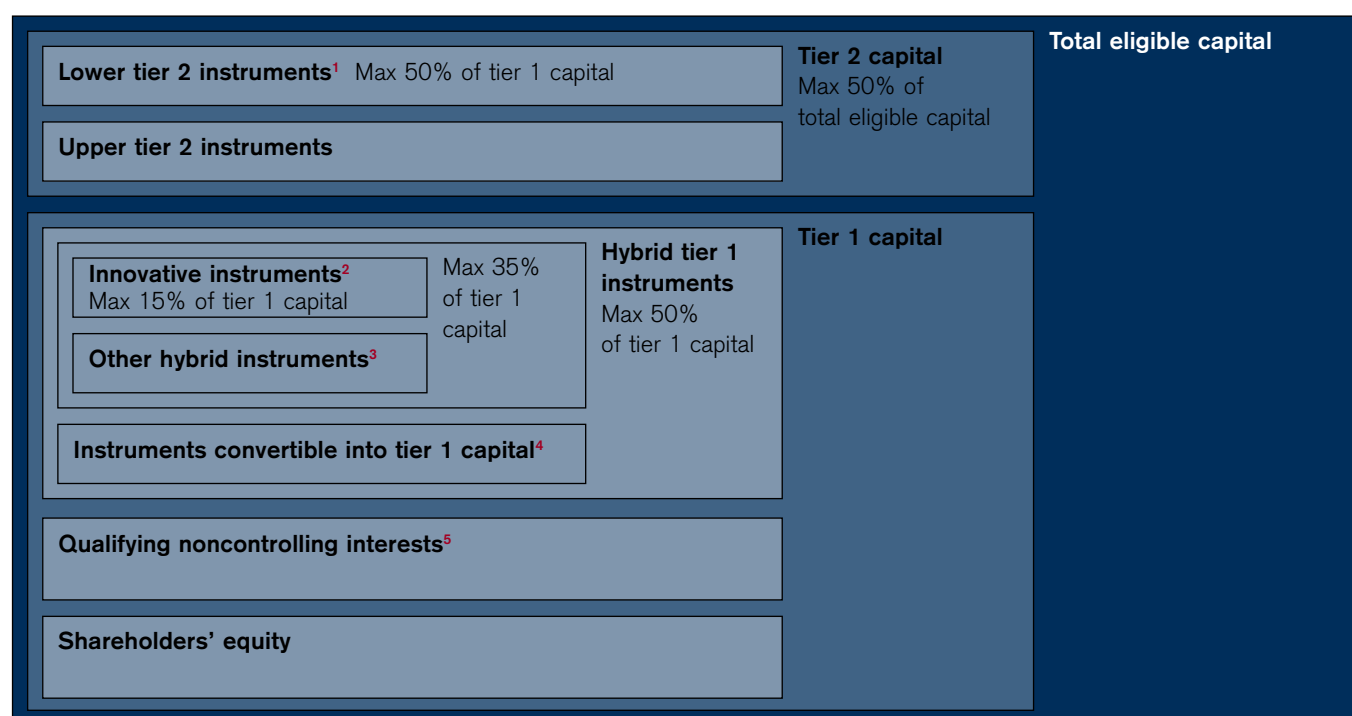 Total eligible capital
Lower tier 2 instruments¹ Max 50% of tier 1 capital
Tier 2 capital
Max 50% of
total eligible capital
Upper tier 2 instruments
Tier 1 capital
Hybrid tier 1
instruments
Max 50%
of tier 1 capital
Innovative instruments²
Max 15% of tier 1 capital
Max 35%
of tier 1
capital
Other hybrid instruments³
Instruments convertible into tier 1 capital⁴
Qualifying noncontrolling interests⁵
Shareholders’ equity